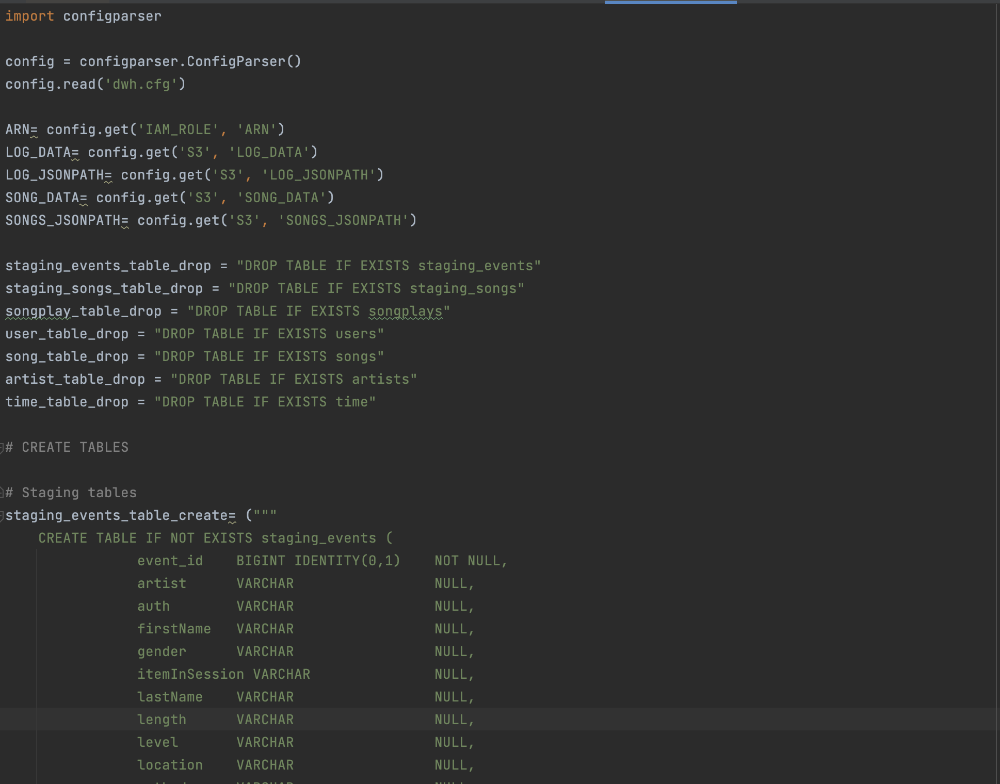 import configparser
config = configparser.ConfigParser()
config.read('dwh.cfg')
ARN= config.get('IAM_ROLE', 'ARN')
LOG_DATA= config.get('S3', 'LOG_DATA')
LOG_JSONPATH= config.get('S3', 'LOG_JSONPATH')
SONG_DATA= config.get('S3', 'SONG_DATA')
SONGS_JSONPATH= config.get('S3', 'SONGS_JSONPATH')
staging_events_table_drop = "DROP TABLE IF EXISTS staging_events"
staging_songs_table_drop = "DROP TABLE IF EXISTS staging_songs"
songplay_table_drop = "DROP TABLE IF EXISTS songplays"
user_table_drop = "DROP TABLE IF EXISTS users"
song_table_drop = "DROP TABLE IF EXISTS songs"
artist_table_drop = "DROP TABLE IF EXISTS artists"
time_table_drop = "DROP TABLE IF EXISTS time"
# CREATE TABLES
# Staging tables
staging_events_table_create= ("""
CREATE TABLE IF NOT EXISTS staging_events (
event_id    BIGINT IDENTITY(0,1)    NOT NULL,
artist      VARCHAR                 NULL,
auth        VARCHAR                 NULL,
firstName   VARCHAR                 NULL,
gender      VARCHAR                 NULL,
itemInSession VARCHAR               NULL,
lastName    VARCHAR                 NULL,
length      VARCHAR                 NULL,
level       VARCHAR                 NULL,
location    VARCHAR                 NULL,